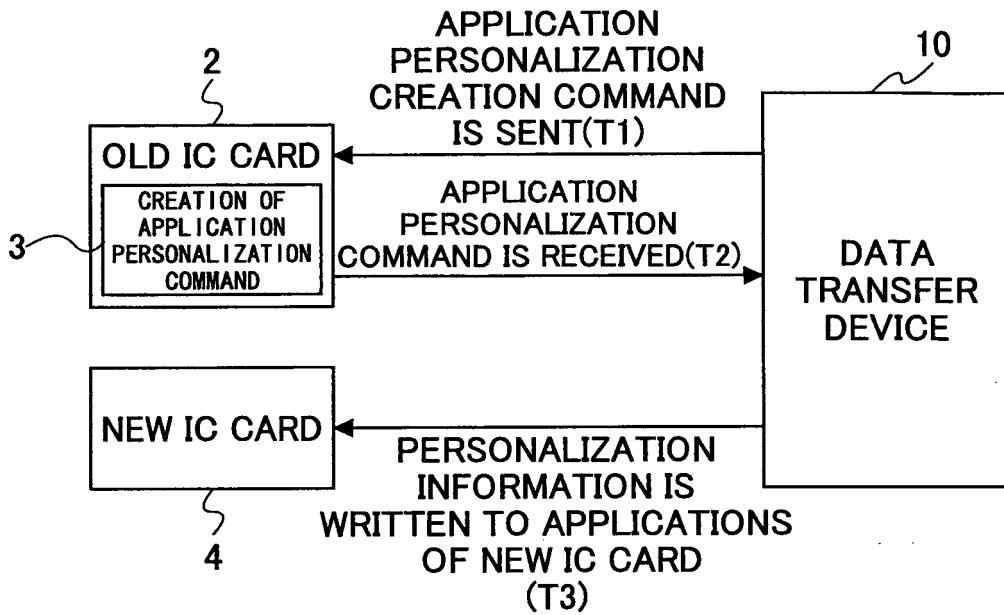 APPLICATION
PERSONALIZATION
CREATION COMMAND
IS SENT(T1)
2
10
OLD IC CARD
CREATION OF
APPLICATION
PERSONALIZATION
COMMAND
3
APPLICATION
PERSONALIZATION
COMMAND IS RECEIVED(T2)
DATA
TRANSFER
DEVICE
NEW IC CARD
4
PERSONALIZATION
INFORMATION IS
WRITTEN TO APPLICATIONS
OF NEW IC CARD
(T3)